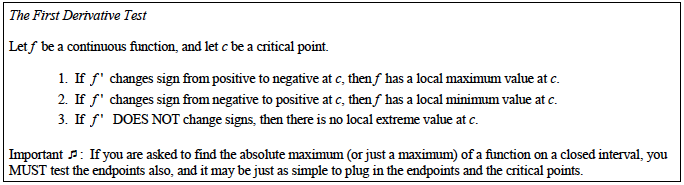 The First Derivative Test
Let f be a continuous function, and let c be a critical point.
1. If f ' changes sign from positive to negative at c, then f has a local maximum value at c.
2. If f ' changes sign from negative to positive at c, then f has a local minimum value at c.
3. If f ' DOES NOT change signs, then there is no local extreme value at c.
Important ♫: If you are asked to find the absolute maximum (or just a maximum) of a function on a closed interval, you
MUST test the endpoints also, and it may be just as simple to plug in the endpoints and the critical points.